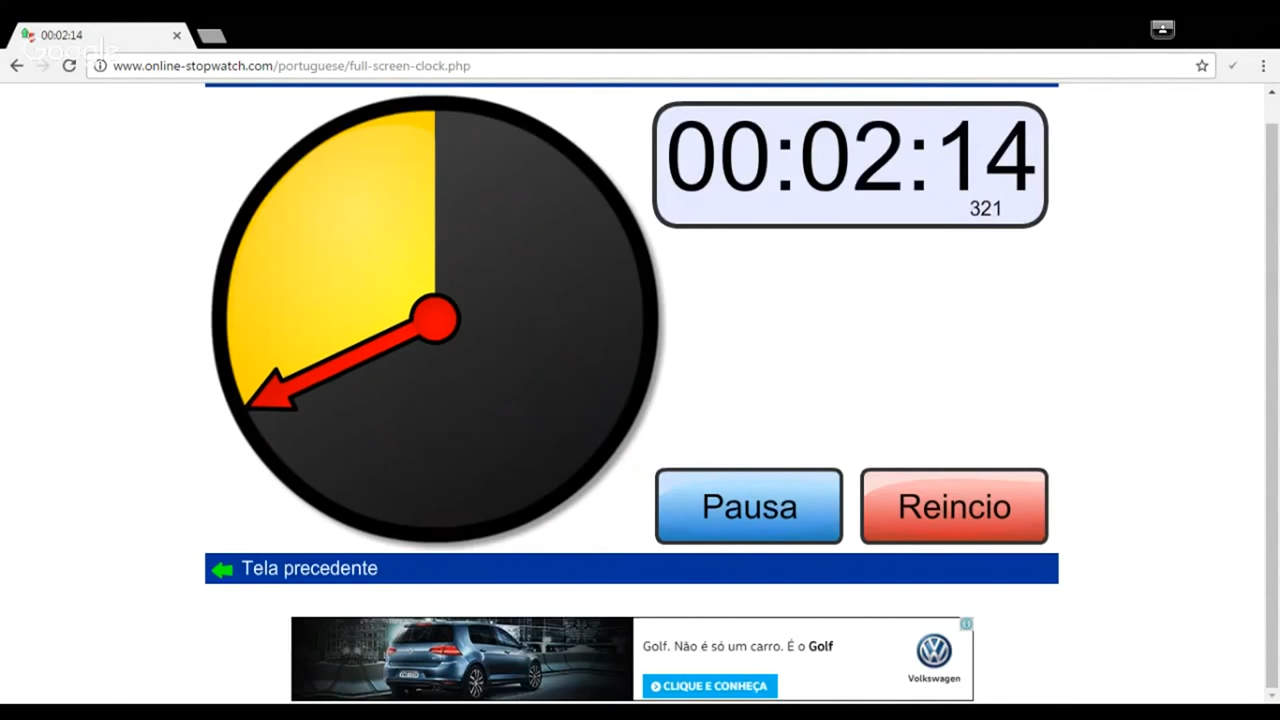 00:02:14
Google
www.online-stopwatch.com/portuguese/full-screen-clock.php
00:02:14
321
Pausa
Reincio
Tela precedente
Golf. Não é só um carro. É o Golf
CLIQUE E CONHEÇA
Volkswagen